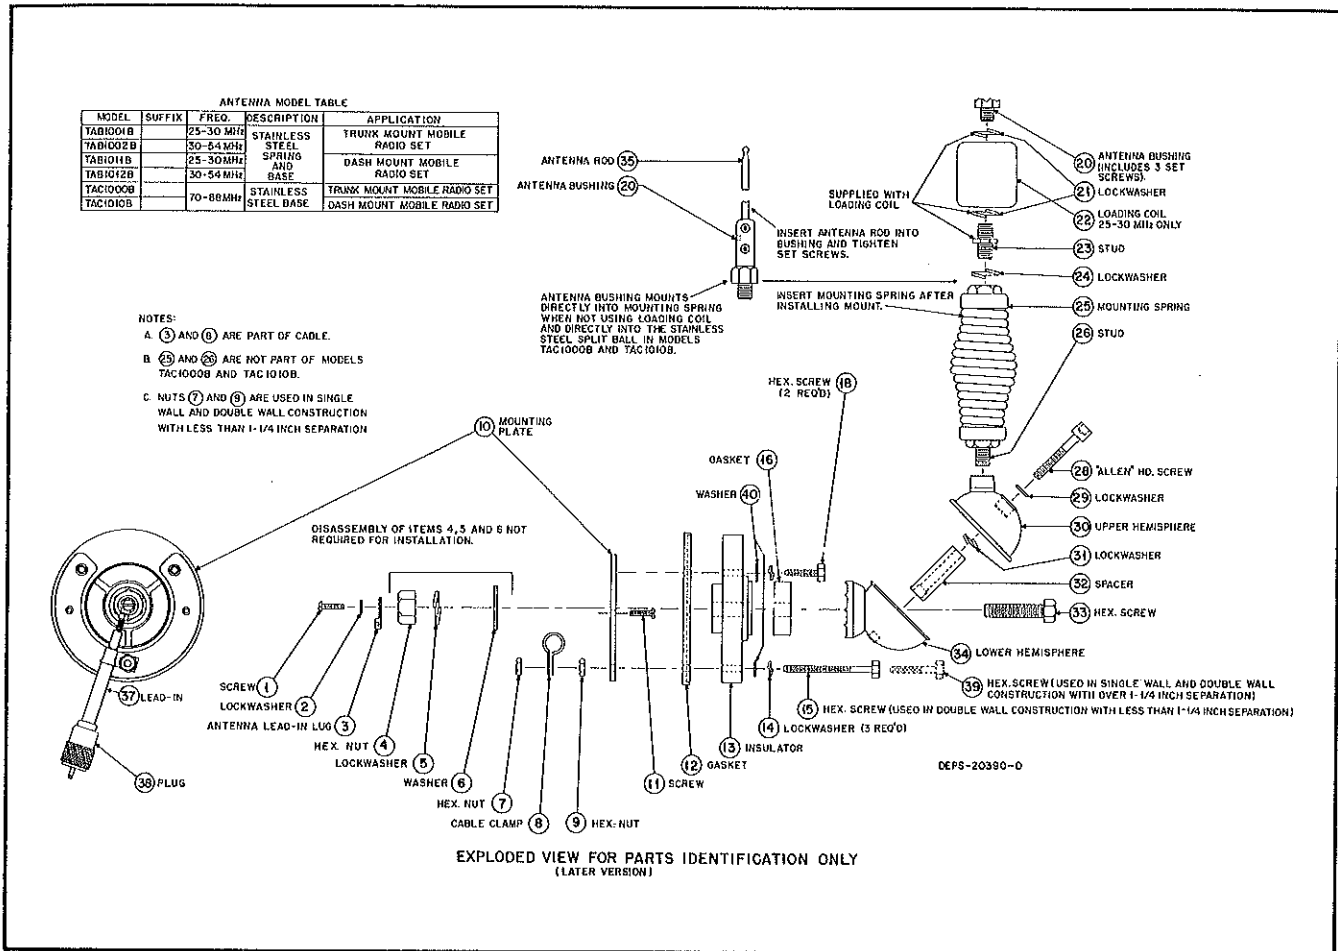 ANTENNA MODEL TABLE
MODEL SUFFIX FREQ. DESCRIPTION APPLICATION
TAB1001B 25-30 MHz STAINLESS STEEL SPRING AND BASE TRUNK MOUNT MOBILE RADIO SET
TAB1002B 30-54 MHz
TAB1011B 25-30 MHz DASH MOUNT MOBILE RADIO SET
TAB1012B 30-54 MHz
TAC1000B 70-88 MHz STAINLESS STEEL BASE TRUNK MOUNT MOBILE RADIO SET
TAC1010B DASH MOUNT MOBILE RADIO SET
NOTES:
A. 3 AND 8 ARE PART OF CABLE.
B. 25 AND 26 ARE NOT PART OF MODELS
TAC1000B AND TAC1010B.
C. NUTS 7 AND 9 ARE USED IN SINGLE
WALL AND DOUBLE WALL CONSTRUCTION
WITH LESS THAN 1-1/4 INCH SEPARATION
ANTENNA ROD 35
ANTENNA BUSHING 20
INSERT ANTENNA ROD INTO
BUSHING AND TIGHTEN
SET SCREWS.
ANTENNA BUSHING MOUNTS
DIRECTLY INTO MOUNTING SPRING
WHEN NOT USING LOADING COIL
AND DIRECTLY INTO THE STAINLESS
STEEL SPLIT BALL IN MODELS
TAC1000B AND TAC1010B.
SUPPLIED WITH
LOADING COIL
INSERT MOUNTING SPRING AFTER
INSTALLING MOUNT.
20 ANTENNA BUSHING
(INCLUDES 3 SET
SCREWS).
21 LOCKWASHER
22 LOADING COIL
25-30 MHz ONLY
23 STUD
24 LOCKWASHER
25 MOUNTING SPRING
26 STUD
28 "ALLEN" HD. SCREW
29 LOCKWASHER
30 UPPER HEMISPHERE
31 LOCKWASHER
32 SPACER
33 HEX. SCREW
34 LOWER HEMISPHERE
HEX. SCREW 18
(2 REQ'D)
GASKET 16
WASHER 40
10 MOUNTING
PLATE
DISASSEMBLY OF ITEMS 4, 5 AND 6 NOT
REQUIRED FOR INSTALLATION.
37 LEAD-IN
38 PLUG
SCREW 1
LOCKWASHER 2
ANTENNA LEAD-IN LUG 3
HEX. NUT 4
LOCKWASHER 5
WASHER 6
HEX. NUT 7
CABLE CLAMP 8
9 HEX. NUT
11 SCREW
12 GASKET
13 INSULATOR
14 LOCKWASHER (3 REQ'D)
15 HEX. SCREW (USED IN DOUBLE WALL CONSTRUCTION WITH LESS THAN 1-1/4 INCH SEPARATION)
39 HEX. SCREW (USED IN SINGLE WALL AND DOUBLE WALL
CONSTRUCTION WITH OVER 1-1/4 INCH SEPARATION)
DEPS-20390-D
EXPLODED VIEW FOR PARTS IDENTIFICATION ONLY
(LATER VERSION)